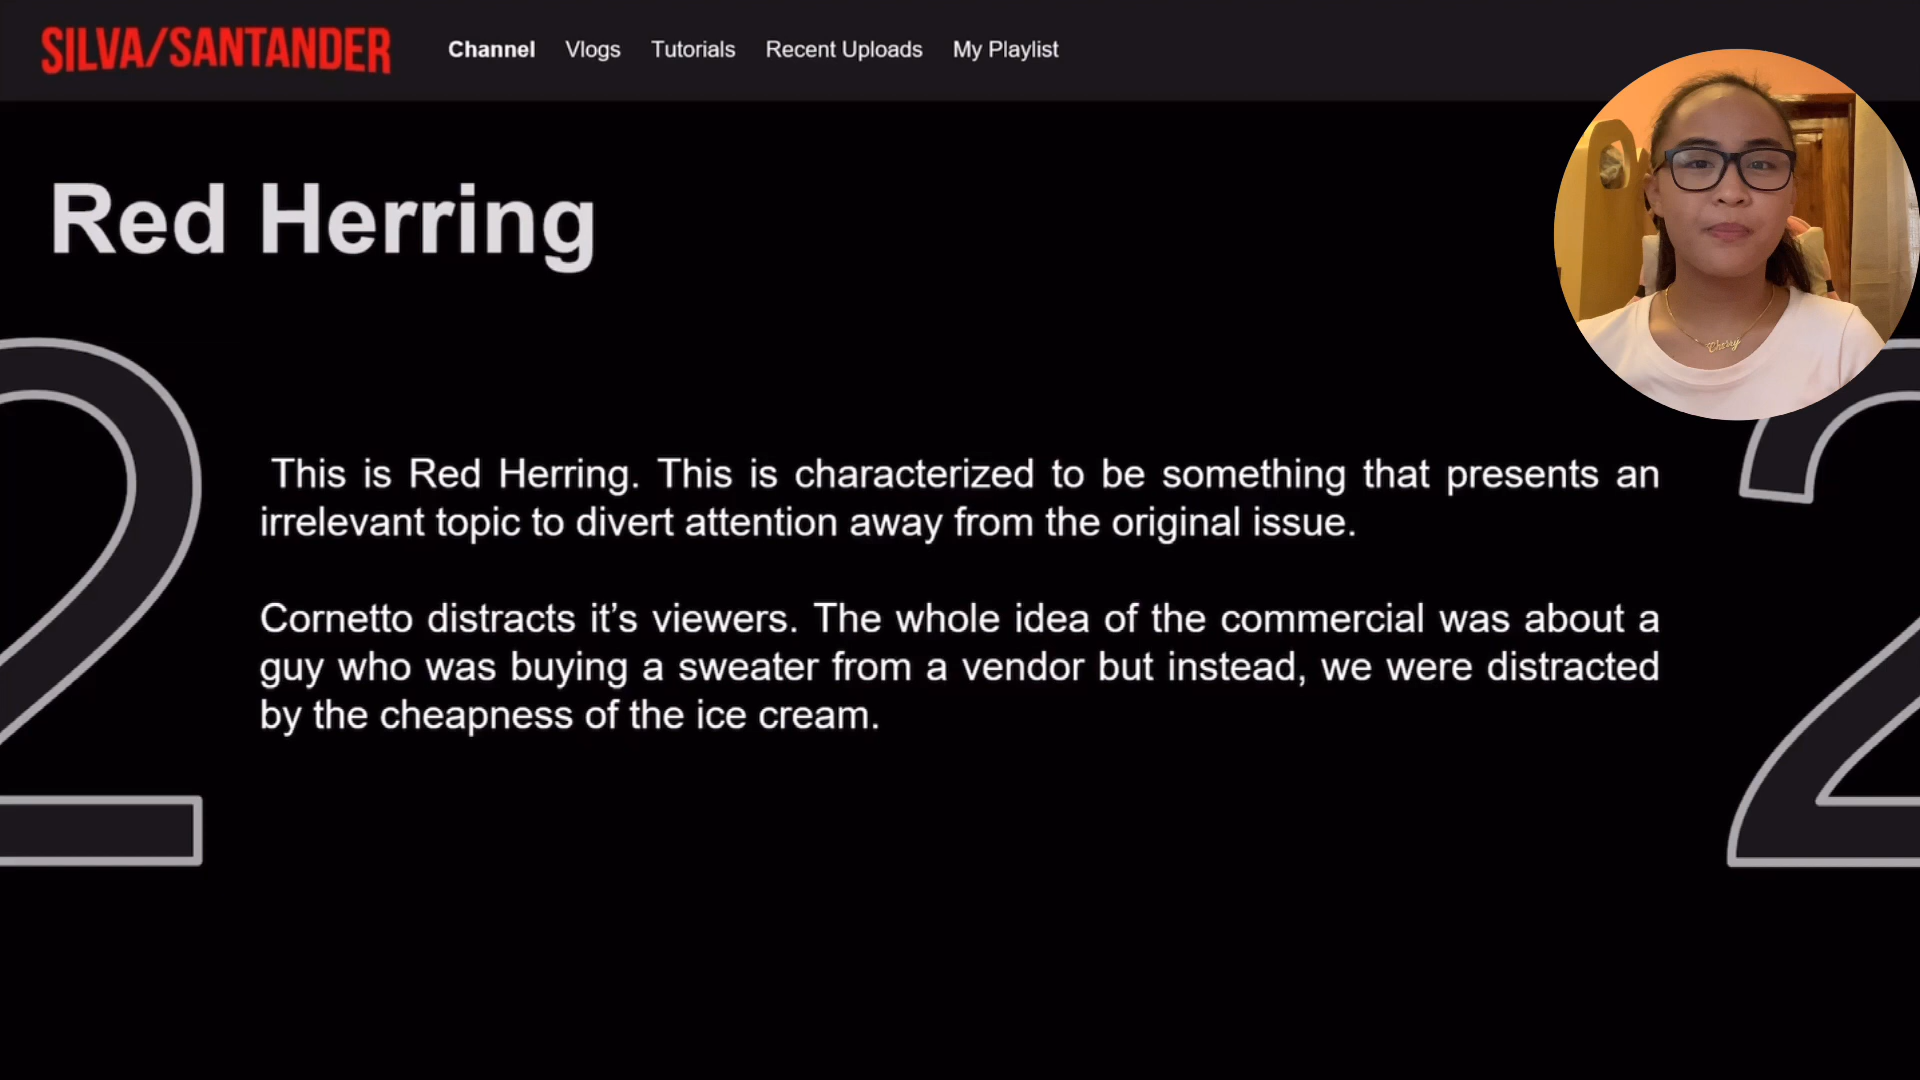 SILVA/SANTANDER Channel Vlogs Tutorials Recent Uploads My Playlist
Red Herring
2 2
Cherry
This is Red Herring. This is characterized to be something that presents an
irrelevant topic to divert attention away from the original issue.
Cornetto distracts it’s viewers. The whole idea of the commercial was about a
guy who was buying a sweater from a vendor but instead, we were distracted
by the cheapness of the ice cream.